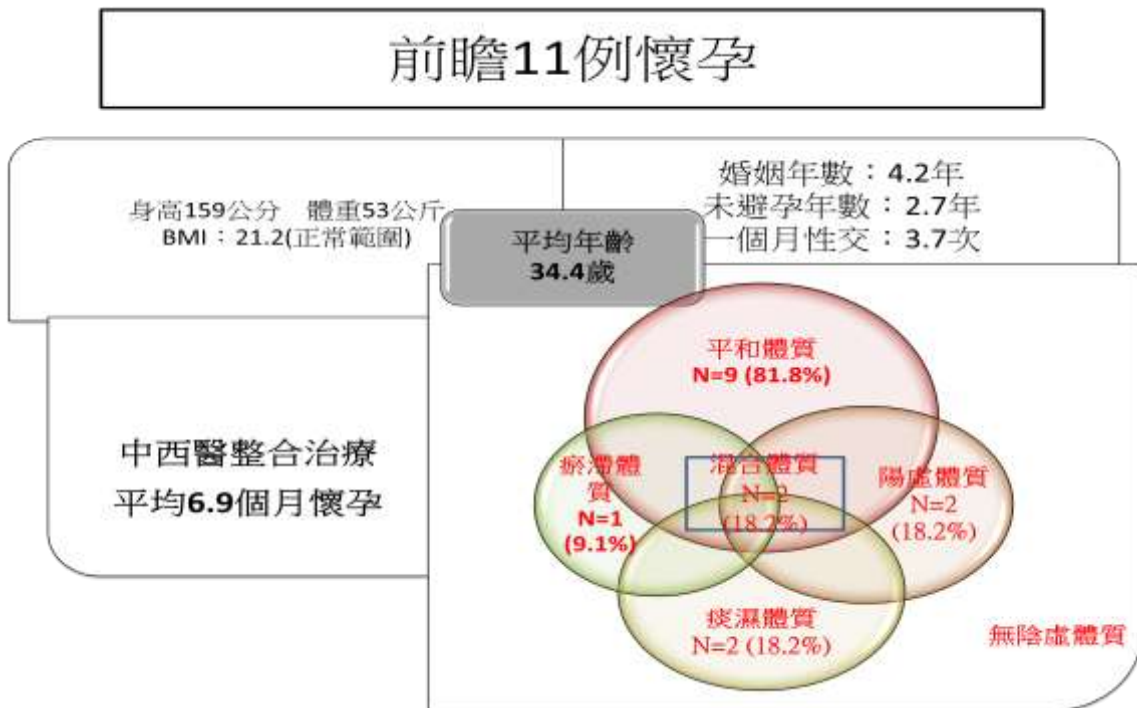 前瞻11例懷孕
身高159公分 體重53公斤
BMI：21.2(正常範圍)
婚姻年數：4.2年
未避孕年數：2.7年
一個月性交：3.7次
平均年齡
34.4歲
中西醫整合治療
平均6.9個月懷孕
平和體質
N=9 (81.8%)
瘀滯體
質
N=1
(9.1%)
混合體質
N=2
(18.2%)
陽虛體質
N=2
(18.2%)
痰濕體質
N=2 (18.2%)
無陰虛體質